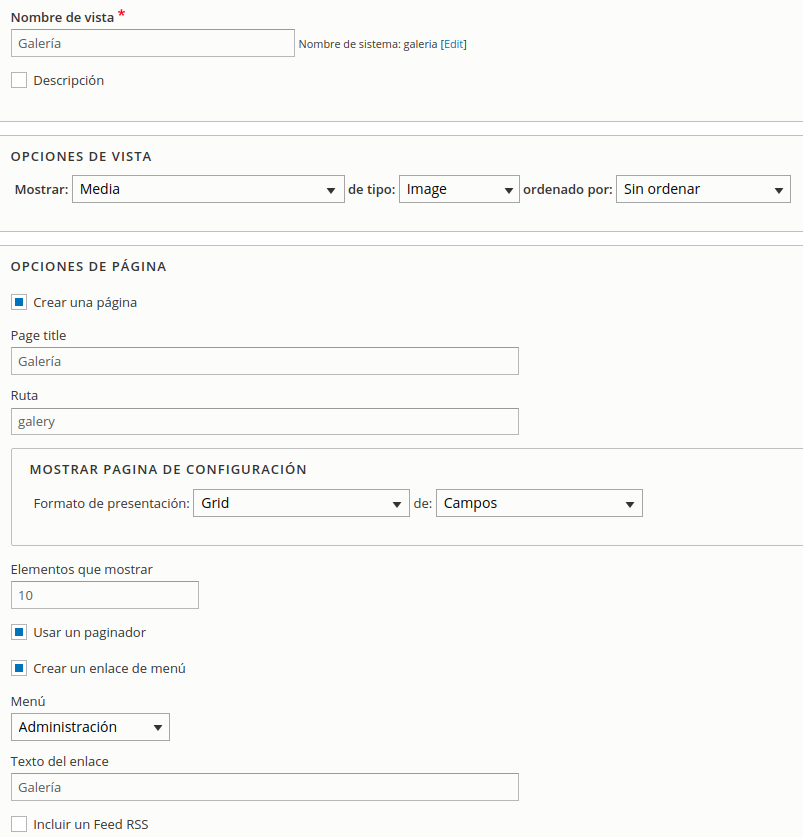 Nombre de vista *
Galería
Nombre de sistema: galeria [Edit]
Descripción
OPCIONES DE VISTA
Mostrar: Media de tipo: Image ordenado por: Sin ordenar
OPCIONES DE PÁGINA
Crear una página
Page title
Galería
Ruta
galery
MOSTRAR PAGINA DE CONFIGURACIÓN
Formato de presentación: Grid de: Campos
Elementos que mostrar
10
Usar un paginador
Crear un enlace de menú
Menú
Administración
Texto del enlace
Galería
Incluir un Feed RSS